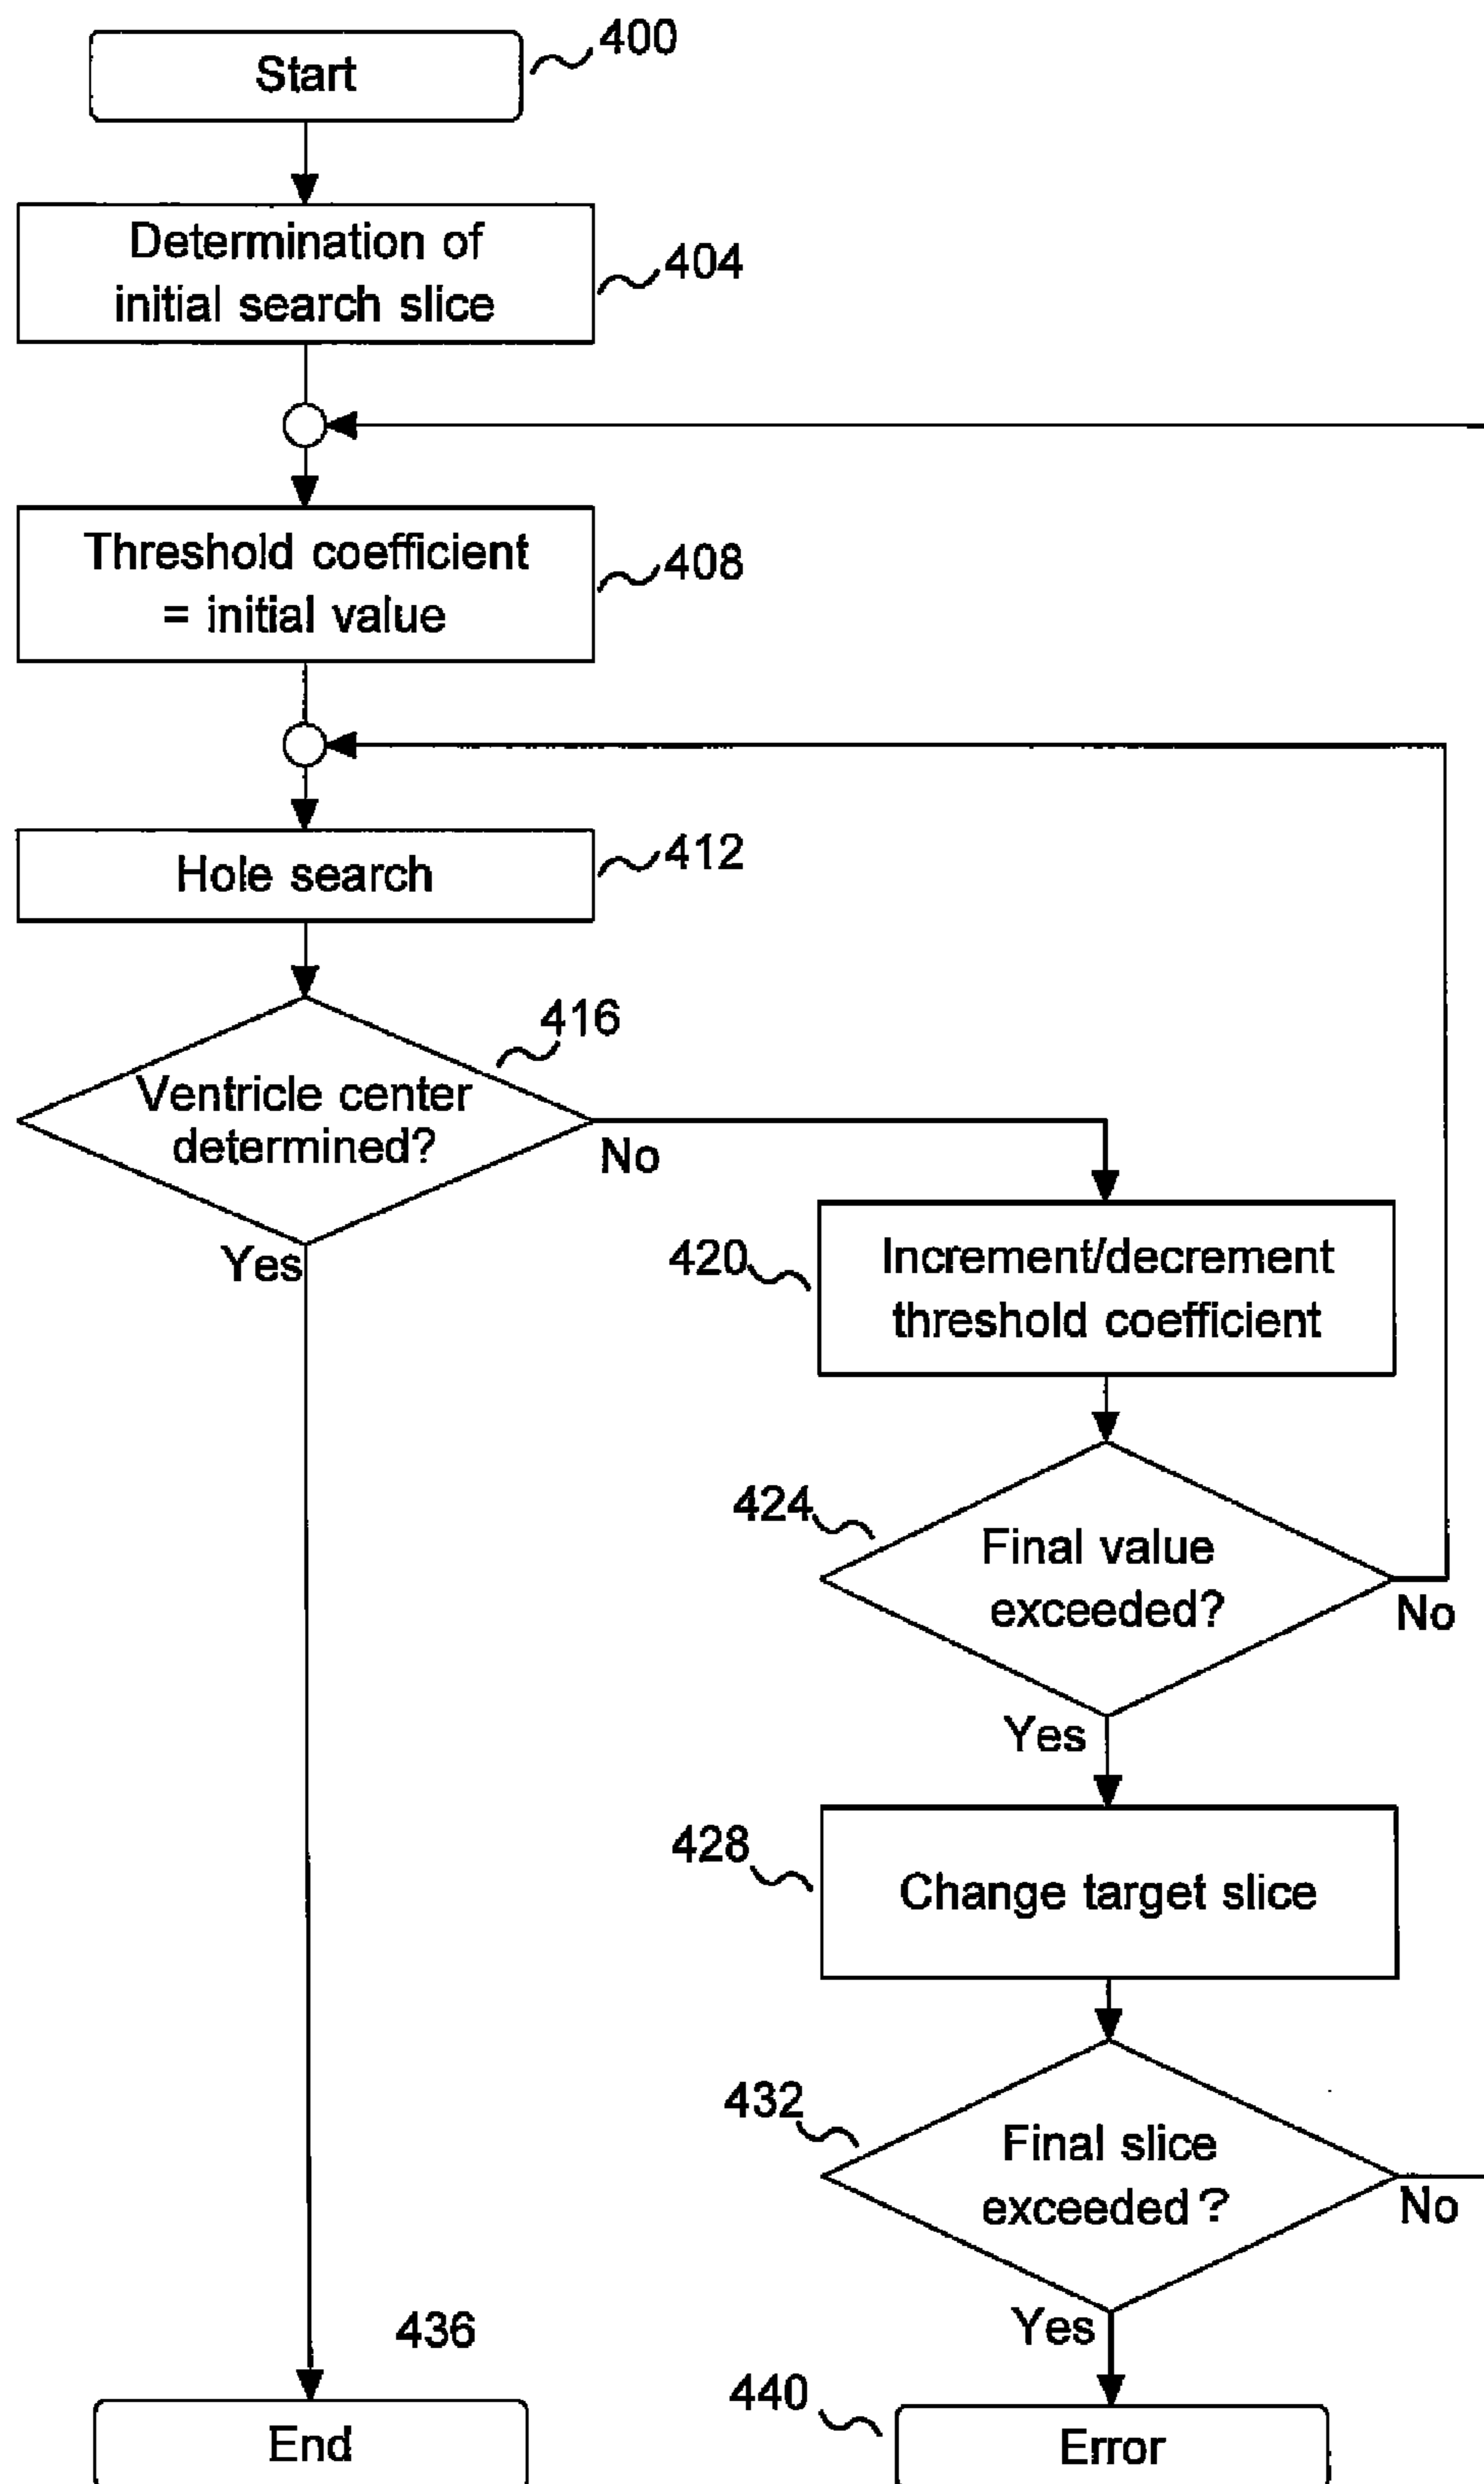 Start
400
Determination of
initial search slice
404
Threshold coefficient
= initial value
408
Hole search
412
416
Ventricle center
determined?
No
Yes
420
Increment/decrement
threshold coefficient
424
Final value
exceeded?
No
Yes
428
Change target slice
432
Final slice
exceeded?
No
Yes
436
End
440
Error